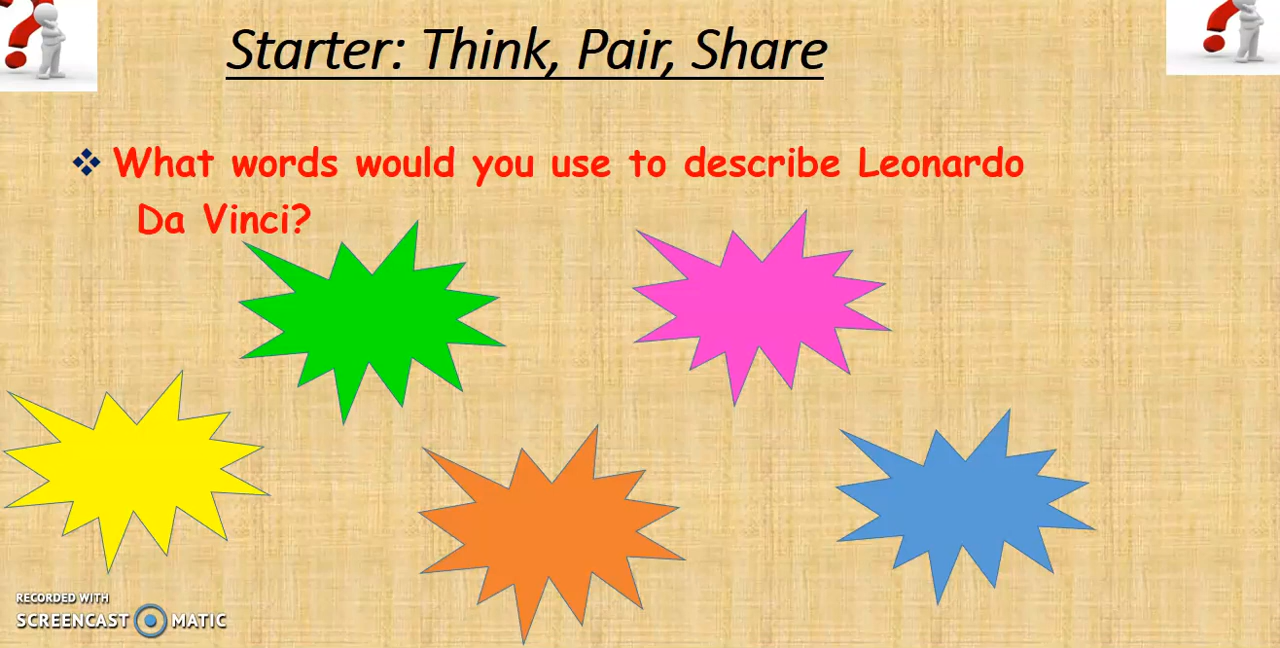 Starter: Think, Pair, Share
What words would you use to describe Leonardo
Da Vinci?
RECORDED WITH
SCREENCAST MATIC